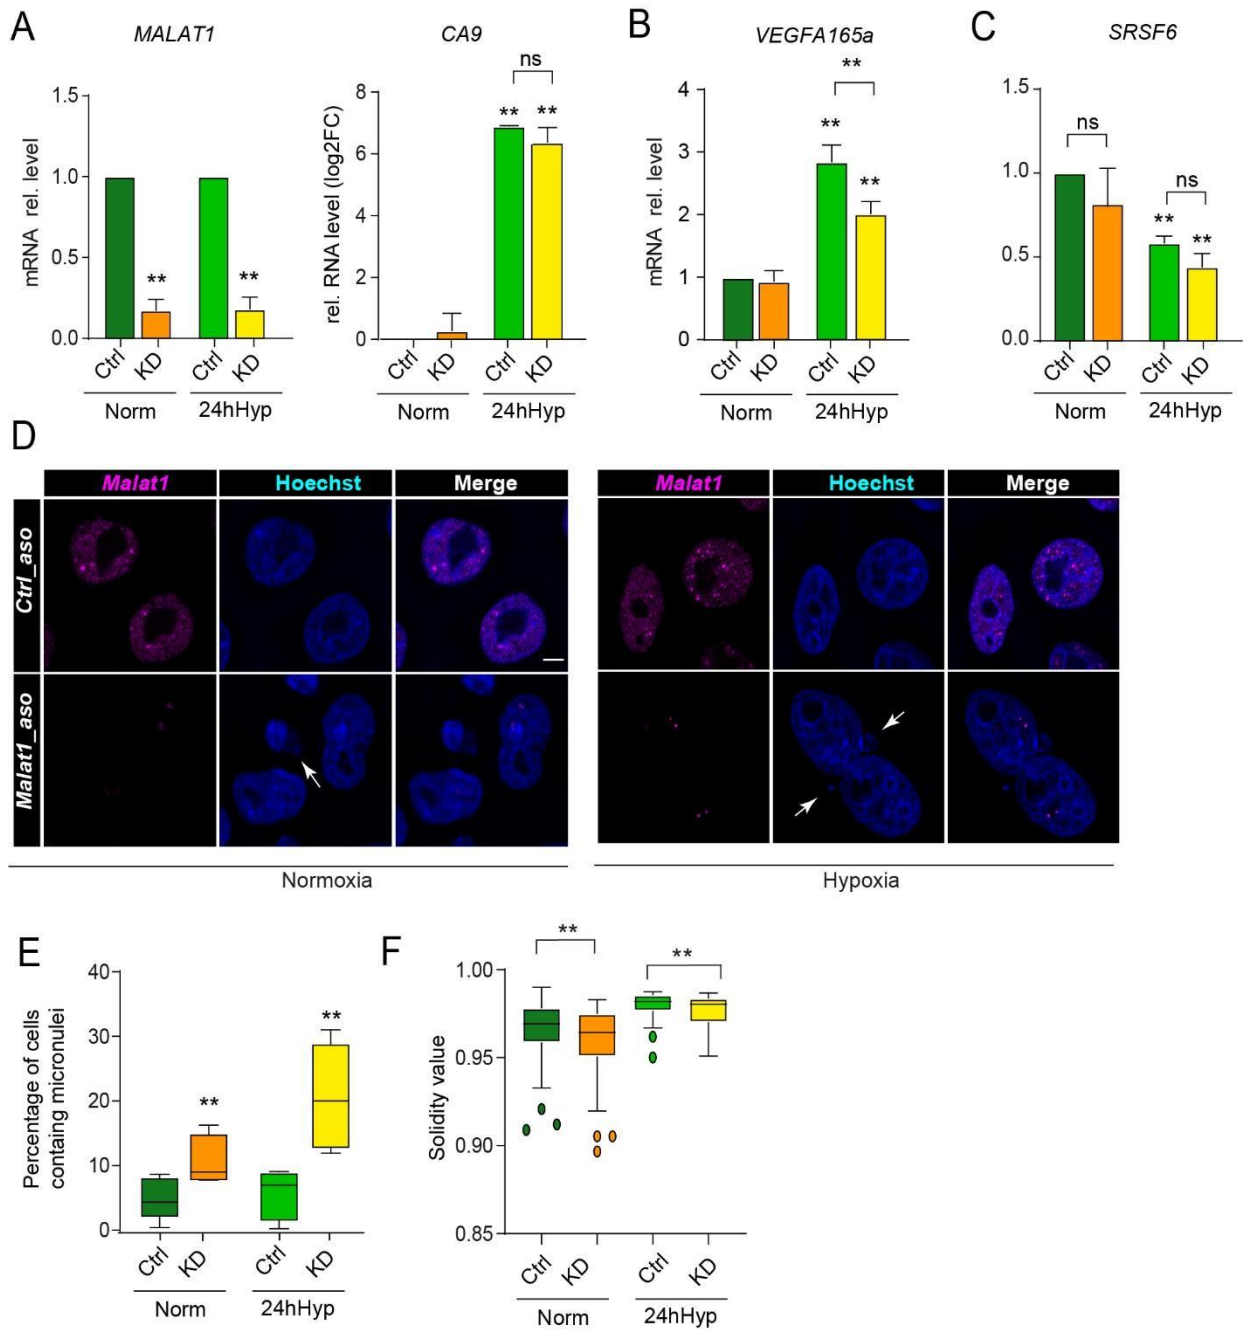 A
MALAT1
mRNA rel. level
1.5
1.0
0.5
0.0
**
**
Ctrl
KD
Ctrl
KD
Norm
24hHyp
CA9
rel. RNA level (log2FC)
8
6
4
2
0
ns
**
**
Ctrl
KD
Ctrl
KD
Norm
24hHyp
B
VEGFA165a
mRNA rel. level
4
3
2
1
0
**
**
**
Ctrl
KD
Ctrl
KD
Norm
24hHyp
C
SRSF6
1.5
1.0
0.5
0.0
ns
ns
**
**
Ctrl
KD
Ctrl
KD
Norm
24hHyp
D
Malat1
Hoechst
Merge
Malat1
Hoechst
Merge
Ctrl_aso
Malat1_aso
Normoxia
Hypoxia
E
Percentage of cells
containg micronulei
40
30
20
10
0
**
**
Ctrl
KD
Ctrl
KD
Norm
24hHyp
F
Solidity value
1.00
0.95
0.90
0.85
**
**
Ctrl
KD
Ctrl
KD
Norm
24hHyp